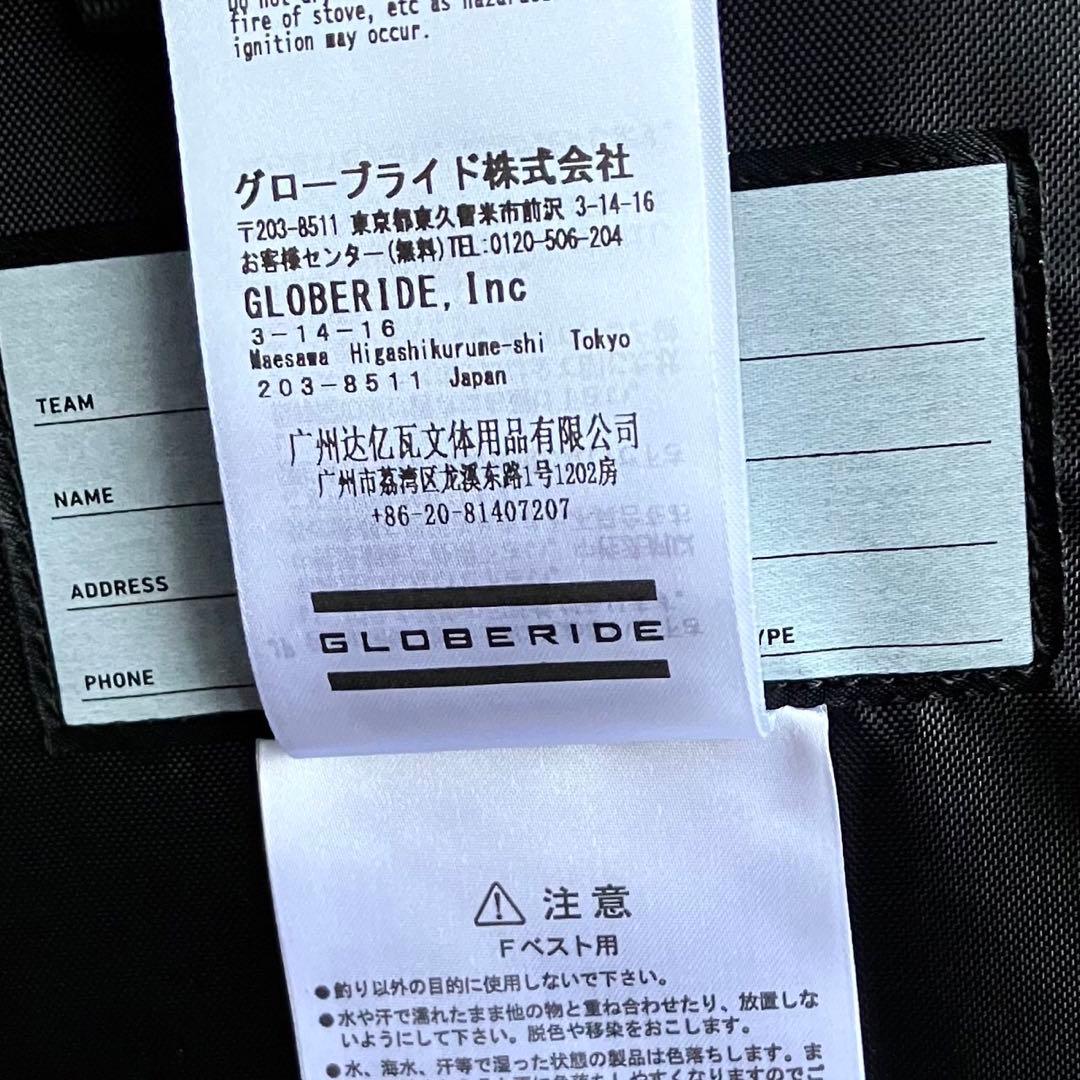 fire of stove, etc as
ignition may occur.
グローブライド株式会社
〒203-8511 東京都東久留米市前沢 3-14-16
お客様センター(無料)TEL:0120-506-204
GLOBERIDE, Inc
3-14-16
Maesawa Higashikurume-shi Tokyo
203-8511 Japan
广州达亿瓦文体用品有限公司
广州市荔湾区龙溪东路1号1202房
+86-20-81407207
GLOBERIDE
TEAM
NAME
ADDRESS
PHONE
YPE
注意
Fベスト用
●釣り以外の目的に使用しないで下さい。
●水や汗で濡れたまま他の物と重ね合わせたり、放置しな
いようにして下さい。脱色や移染をおこします。
●水、海水、汗等で湿った状態の製品は色落ちします。ま